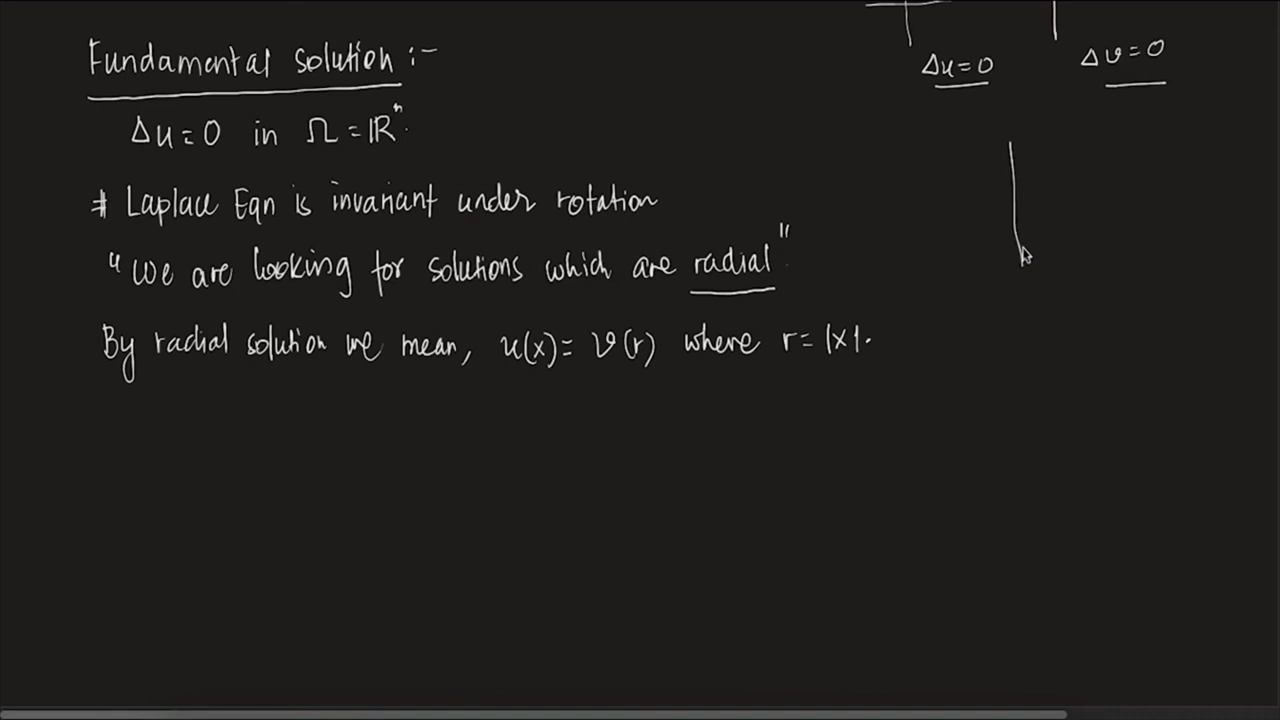 Fundamental solution :-
Δu = 0 in Ω = ℝⁿ.
# Laplace Eqn is invariant under rotation
"We are looking for solutions which are radial".
By radial solution we mean, u(x) = v(r) where r = |x|.
Δu = 0
Δv = 0